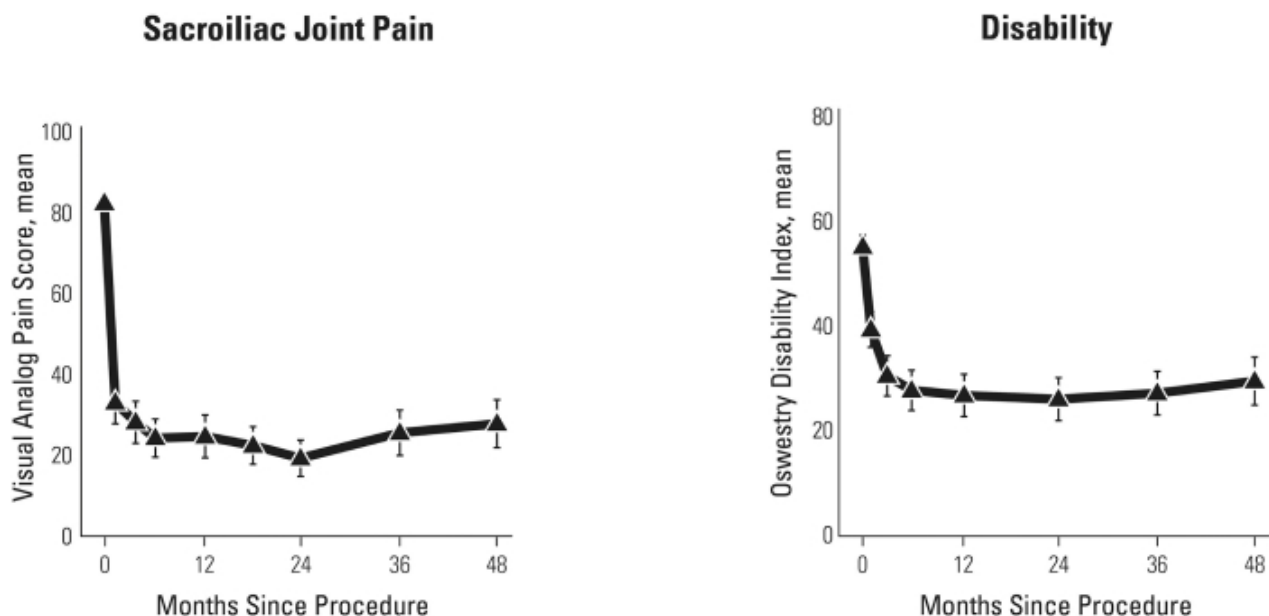 Sacroiliac Joint Pain
Visual Analog Pain Score, mean
100
80
60
40
20
0
0 12 24 36 48
Months Since Procedure
Disability
Oswestry Disability Index, mean
80
60
40
20
0
0 12 24 36 48
Months Since Procedure